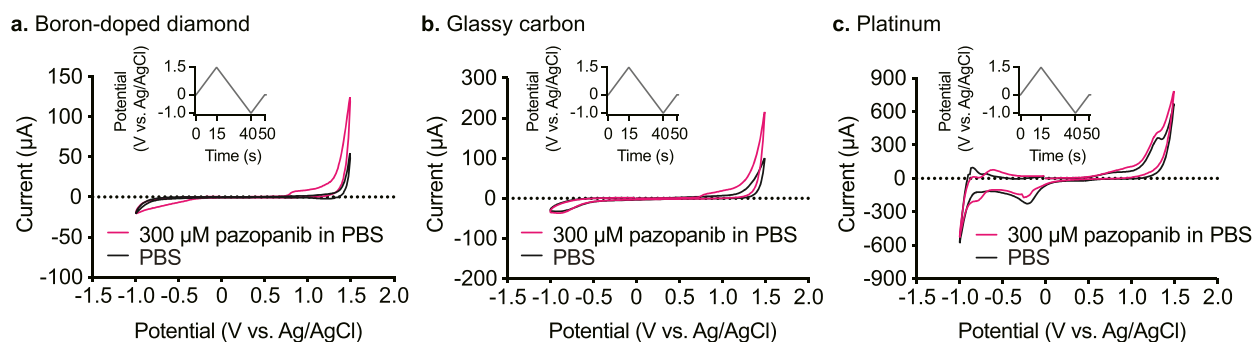 a. Boron-doped diamond
Potential
(V vs. Ag/AgCl)
1.5
0
-1.0
0 15 40 50
Time (s)
150
100
50
0
-50
-100
Current (µA)
300 µM pazopanib in PBS
PBS
-1.5 -1.0 -0.5 0 0.5 1.0 1.5 2.0
Potential (V vs. Ag/AgCl)
b. Glassy carbon
Potential
(V vs. Ag/AgCl)
1.5
0
-1.0
0 15 40 50
Time (s)
300
200
100
0
-100
-200
Current (µA)
300 µM pazopanib in PBS
PBS
-1.5 -1.0 -0.5 0 0.5 1.0 1.5 2.0
Potential (V vs. Ag/AgCl)
c. Platinum
Potential
(V vs. Ag/AgCl)
1.5
0
-1.0
0 15 40 50
Time (s)
900
600
300
0
-300
-600
-900
Current (µA)
300 µM pazopanib in PBS
PBS
-1.5 -1.0 -0.5 0 0.5 1.0 1.5 2.0
Potential (V vs. Ag/AgCl)